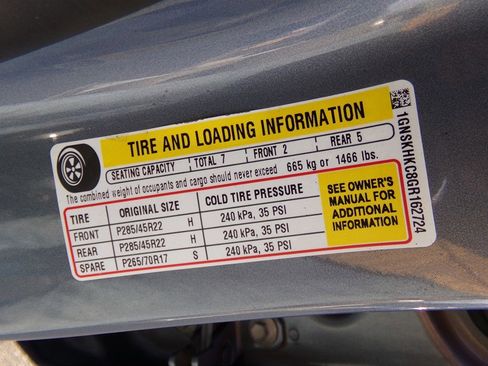 TIRE AND LOADING INFORMATION
SEATING CAPACITY TOTAL 7 FRONT 2 REAR 5
The combined weight of occupants and cargo should never exceed 665 kg or 1466 lbs.
TIRE ORIGINAL SIZE COLD TIRE PRESSURE
FRONT P285/45R22 H 240 kPa, 35 PSI
REAR P285/45R22 H 240 kPa, 35 PSI
SPARE P265/70R17 S 240 kPa, 35 PSI
SEE OWNER'S
MANUAL FOR
ADDITIONAL
INFORMATION
1GNSKHKC8GR162724